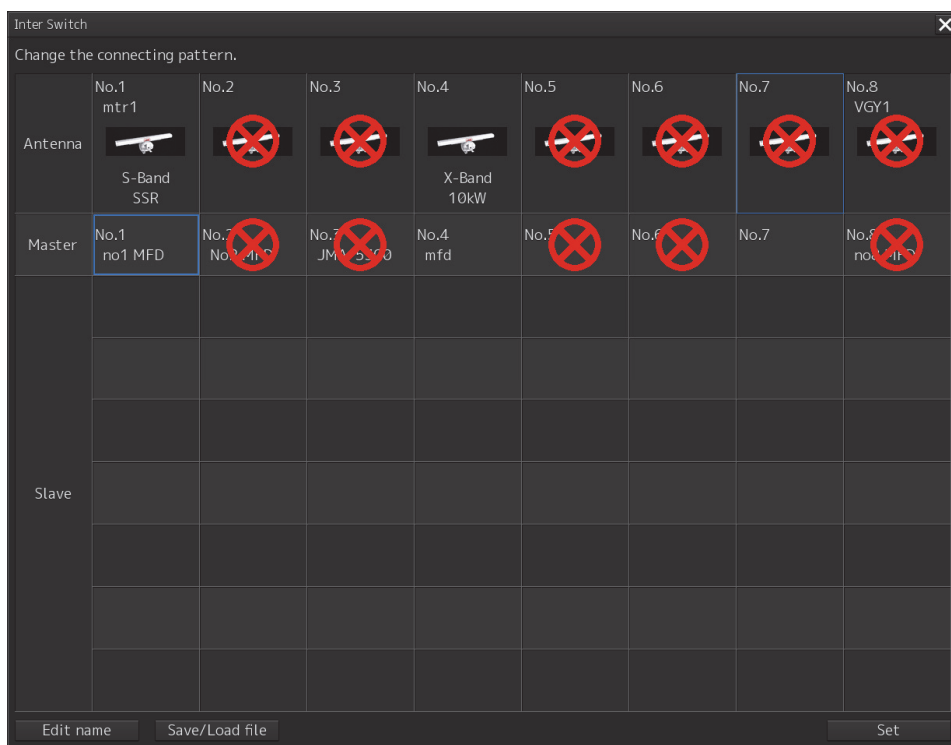 Inter Switch
Change the connecting pattern.
Antenna
No.1
mtr1
S-Band
SSR
No.2
No.3
No.4
X-Band
10kW
No.5
No.6
No.7
No.8
VGY1
Master
No.1
no1 MFD
No.4
mfd
No.6
No.7
Slave
Edit name
Save/Load file
Set